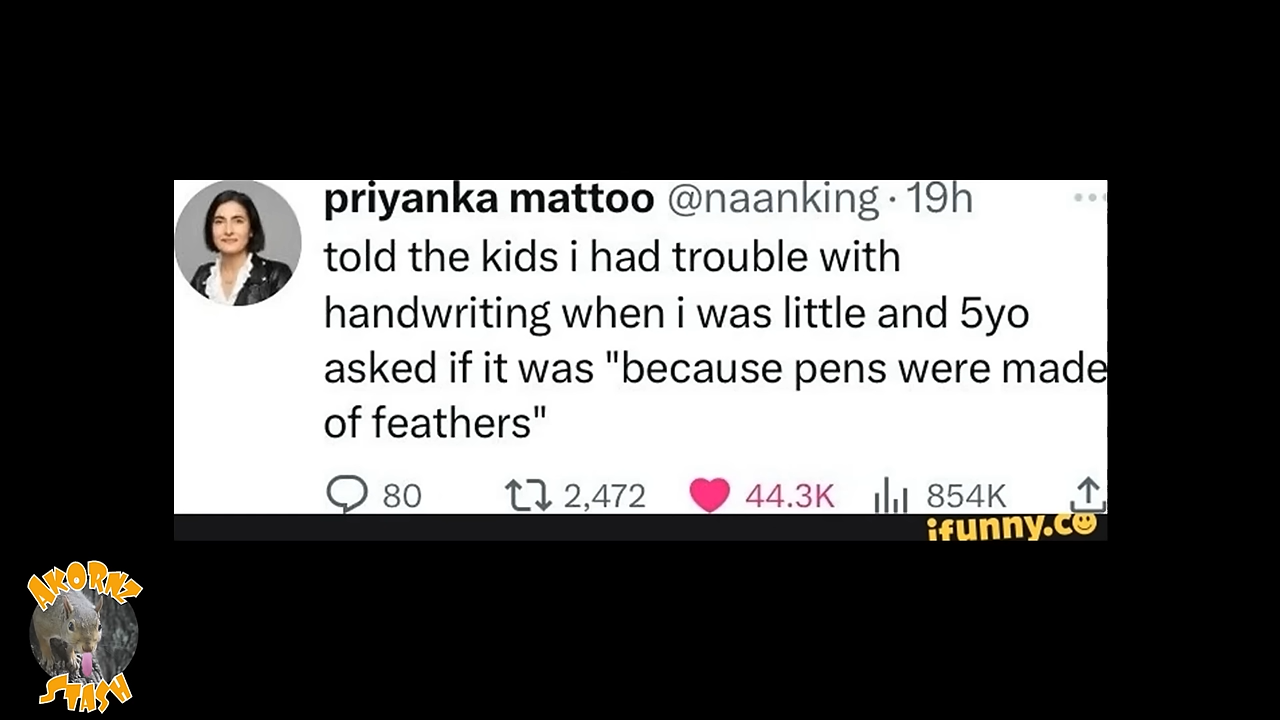 priyanka mattoo @naanking · 19h
told the kids i had trouble with
handwriting when i was little and 5yo
asked if it was "because pens were made
of feathers"
80 2,472 44.3K 854K
ifunny.co
AKORNZ
STASH